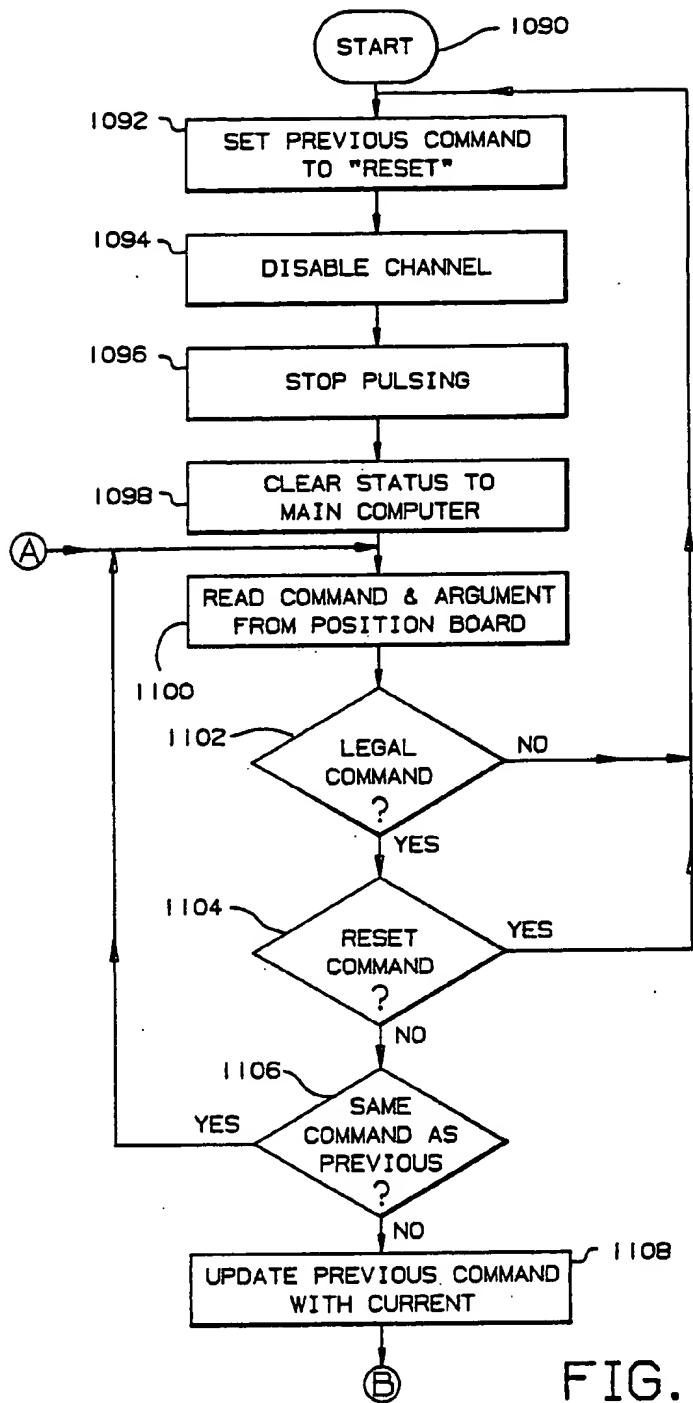 START
1090
1092
SET PREVIOUS COMMAND
TO "RESET"
1094
DISABLE CHANNEL
1096
STOP PULSING
1098
CLEAR STATUS TO
MAIN COMPUTER
A
READ COMMAND & ARGUMENT
FROM POSITION BOARD
1100
1102
LEGAL
COMMAND
?
NO
YES
1104
RESET
COMMAND
?
YES
NO
1106
SAME
COMMAND AS
PREVIOUS
?
YES
NO
1108
UPDATE PREVIOUS COMMAND
WITH CURRENT
B
FIG.